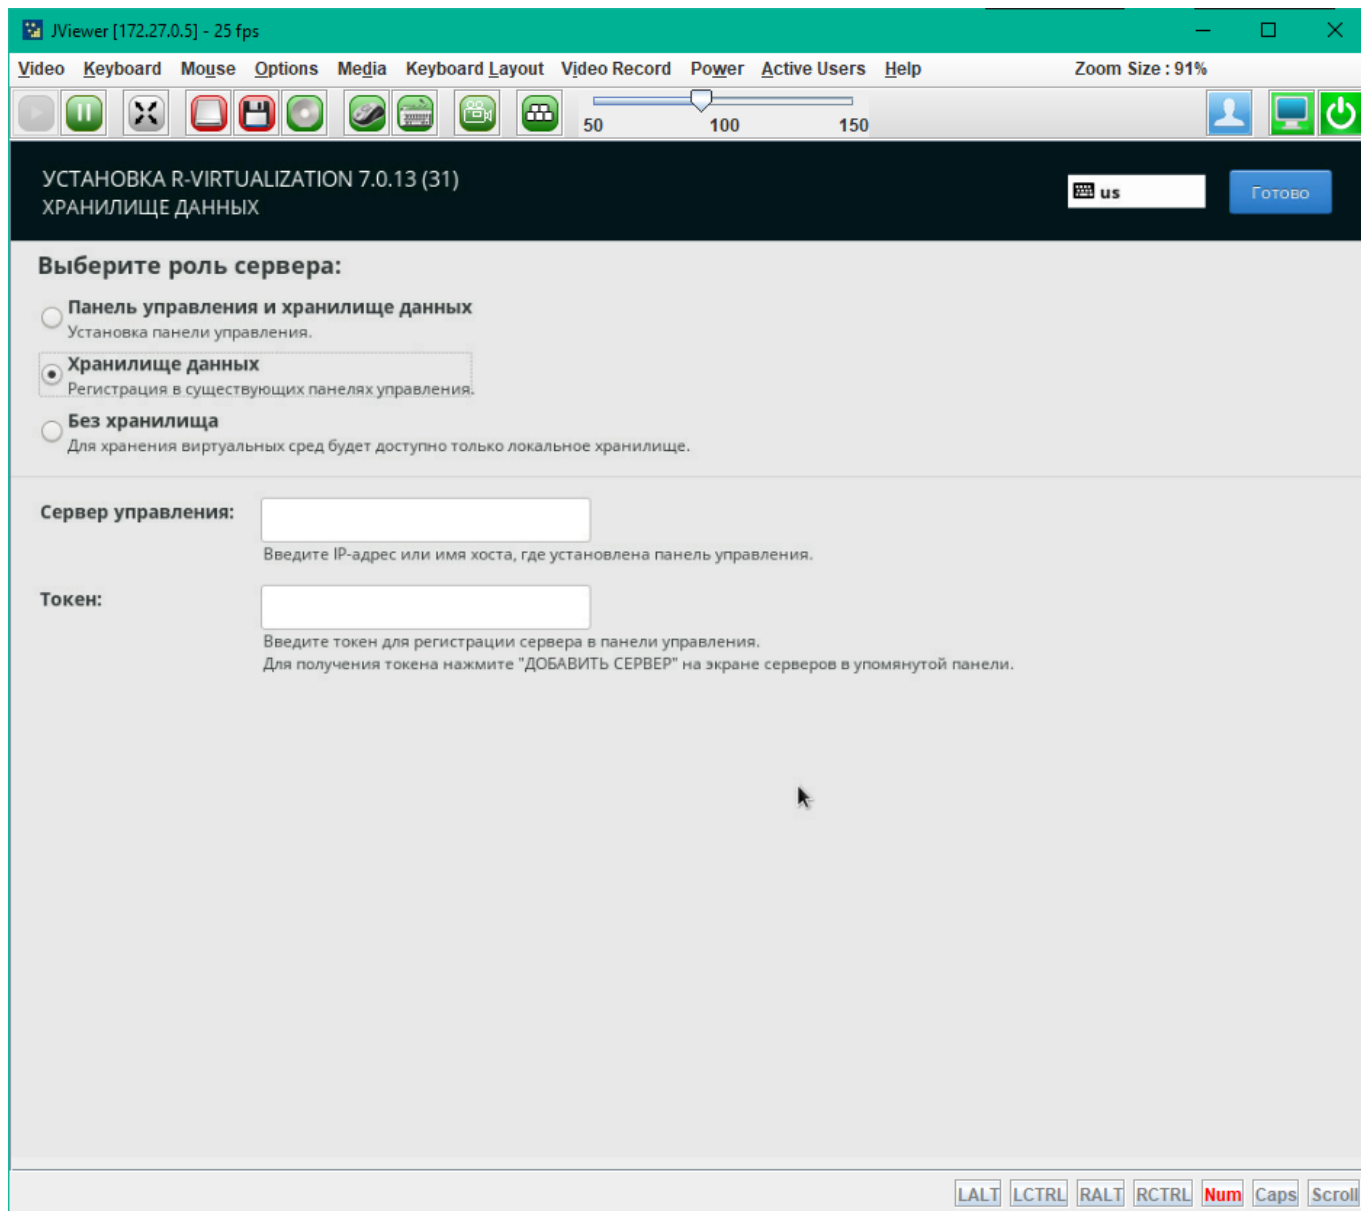 JViewer [172.27.0.5] - 25 fps
Video Keyboard Mouse Options Media Keyboard Layout Video Record Power Active Users Help Zoom Size : 91%
50 100 150
УСТАНОВКА R-VIRTUALIZATION 7.0.13 (31)
ХРАНИЛИЩЕ ДАННЫХ
us
Готово
Выберите роль сервера:
Панель управления и хранилище данных
Установка панели управления.
Хранилище данных
Регистрация в существующих панелях управления.
Без хранилища
Для хранения виртуальных сред будет доступно только локальное хранилище.
Сервер управления:
Введите IP-адрес или имя хоста, где установлена панель управления.
Токен:
Введите токен для регистрации сервера в панели управления.
Для получения токена нажмите "ДОБАВИТЬ СЕРВЕР" на экране серверов в упомянутой панели.
LALT LCTRL RALT RCTRL Num Caps Scroll